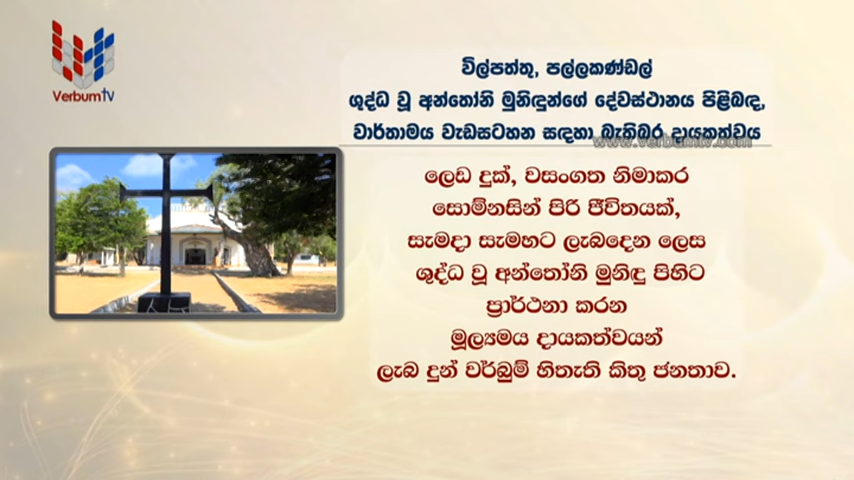 VerbumTV
විල්පත්තු, පල්ලකණ්ඩල්
ශුද්ධ වූ අන්තෝනි මුනිඳුන්ගේ දේවස්ථානය පිළිබඳ,
වාර්තාමය වැඩසටහන සඳහා බැතිබර දායකත්වය
www.verbumtv.com
ලෙඩ දුක්, වසංගත නිමාකර
සොම්නසින් පිරි ජීවිතයක්,
සැමදා සැමහට ලැබදෙන ලෙස
ශුද්ධ වූ අන්තෝනි මුනිඳු පිහිට
ප්‍රාර්ථනා කරන
මූල්‍යමය දායකත්වයන්
ලැබ දුන් වර්බුම් හිතැති කිතු ජනතාව.